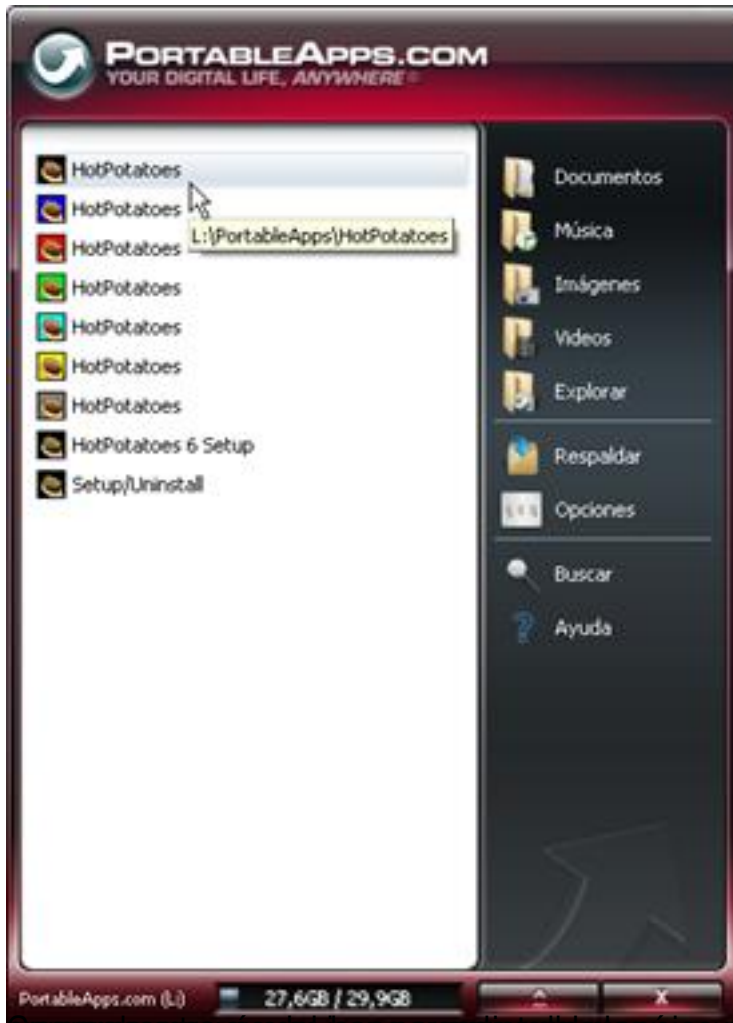 PORTABLEAPPS.COM
YOUR DIGITAL LIFE, ANYWHERE®
HotPotatoes
HotPotatoes
L:\PortableApps\HotPotatoes
HotPotatoes
HotPotatoes
HotPotatoes
HotPotatoes
HotPotatoes
HotPotatoes 6 Setup
Setup/Uninstall
Documentos
Música
Imágenes
Videos
Explorar
Respaldar
Opciones
Buscar
Ayuda
PortableApps.com (L:)
27,6GB / 29,9GB
X